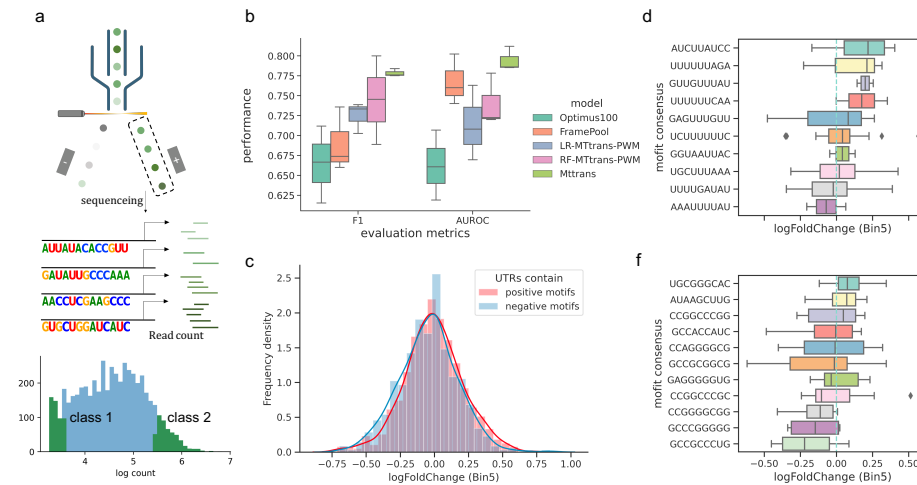 a
-
+
sequenceing
AUUAUACACCGUU
GAUAUUGCCCAAA
AACCUCGAAGCCC
GUGCUGGAUCAUC
Read count
200
100
0
class 1
class 2
4
5
6
7
log count
b
0.800
0.775
0.750
0.725
0.700
0.675
0.650
0.625
performance
F1
AUROC
evaluation metrics
model
Optimus100
FramePool
LR-MTtrans-PWM
RF-MTtrans-PWM
Mttrans
c
2.5
2.0
1.5
1.0
0.5
0.0
Frequency density
UTRs contain
positive motifs
negative motifs
−0.75
−0.50
−0.25
0.00
0.25
0.50
0.75
1.00
logFoldChange (Bin5)
d
mofit consensus
AUCUUAUCC
UUUUUUAGA
GUUGUUUAU
UUUUUUCAA
GAGUUUGUU
UCUUUUUUC
GGUAAUUAC
UGCUUUAAA
UUUUGAUAU
AAAUUUUAU
logFoldChange (Bin5)
f
mofit consensus
UGCGGGCAC
AUAAGCUUG
CCGGCCCGG
GCCACCAUC
CCAGGGGCG
GCCGCGGCG
GAGGGGGUG
CCGGCCCGC
CCGGGGCGG
GCCCGGGGG
GCCGCCCUG
−0.50
−0.25
0.00
0.25
0.50
logFoldChange (Bin5)